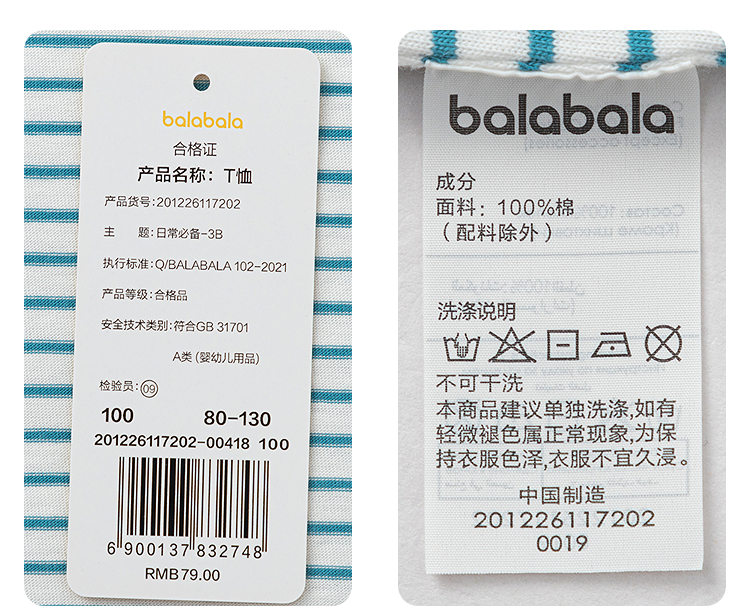 balabala
合格证
产品名称：T恤
产品货号：201226117202
主 题：日常必备-3B
执行标准：Q/BALABALA 102-2021
产品等级：合格品
安全技术类别：符合GB 31701
A类 (婴幼儿用品)
检验员：09
100 80-130
201226117202-00418 100
6 900137 832748
RMB79.00
balabala
成分
面料：100%棉
（配料除外）
洗涤说明
不可干洗
本商品建议单独洗涤,如有
轻微褪色属正常现象,为保
持衣服色泽,衣服不宜久浸。
中国制造
201226117202
0019